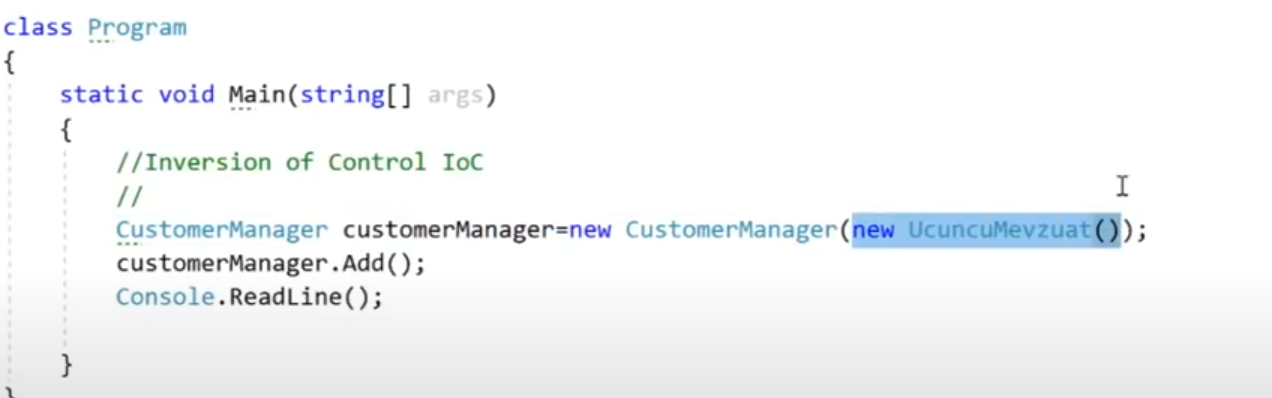 class Program
{
static void Main(string[] args)
{
//Inversion of Control IoC
//
CustomerManager customerManager=new CustomerManager(new UcuncuMevzuat());
customerManager.Add();
Console.ReadLine();
}
}